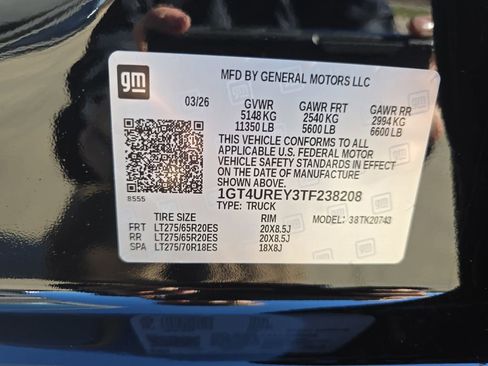 gm
MFD BY GENERAL MOTORS LLC
03/26 GVWR GAWR FRT GAWR RR
5148 KG 2540 KG 2994 KG
11350 LB 5600 LB 6600 LB
THIS VEHICLE CONFORMS TO ALL
APPLICABLE U.S. FEDERAL MOTOR
VEHICLE SAFETY STANDARDS IN EFFECT
ON THE DATE OF MANUFACTURE
SHOWN ABOVE.
8555
1GT4UREY3TF238208
TYPE: TRUCK
TIRE SIZE RIM MODEL: 38TK20743
FRT LT275/65R20ES 20X8.5J
RR LT275/65R20ES 20X8.5J
SPA LT275/70R18ES 18X8J